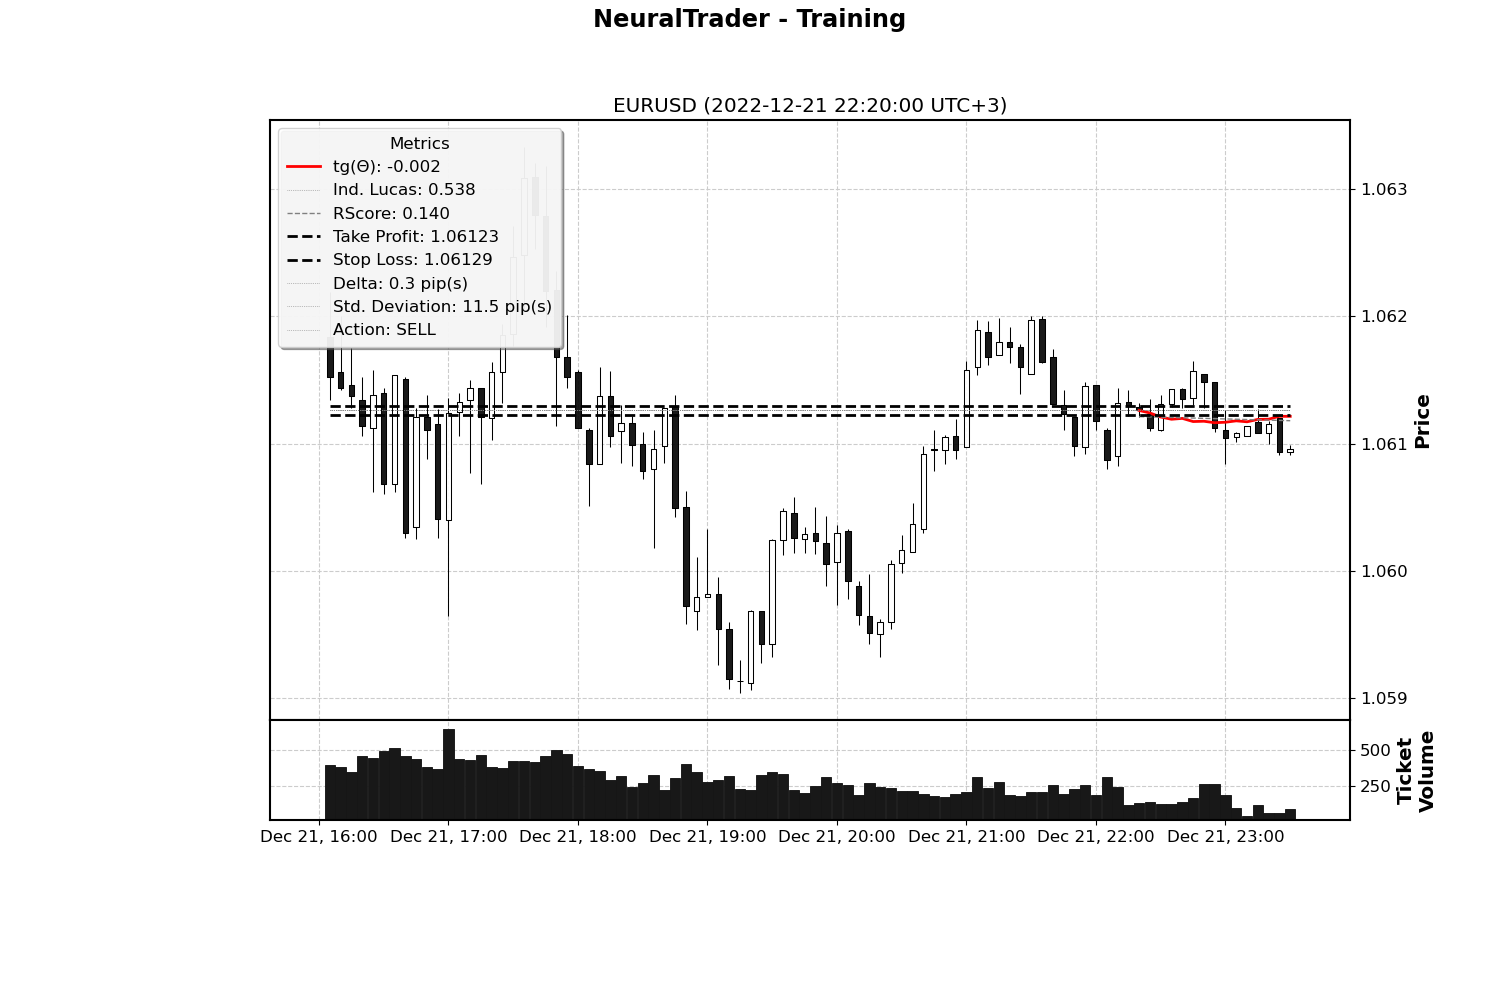 NeuralTrader - Training
EURUSD (2022-12-21 22:20:00 UTC+3)
Metrics
tg(Θ): -0.002
Ind. Lucas: 0.538
RScore: 0.140
Take Profit: 1.06123
Stop Loss: 1.06129
Delta: 0.3 pip(s)
Std. Deviation: 11.5 pip(s)
Action: SELL
1.063
1.062
1.061
1.060
1.059
Price
500
250
Ticket
Volume
Dec 21, 16:00 Dec 21, 17:00 Dec 21, 18:00 Dec 21, 19:00 Dec 21, 20:00 Dec 21, 21:00 Dec 21, 22:00 Dec 21, 23:00